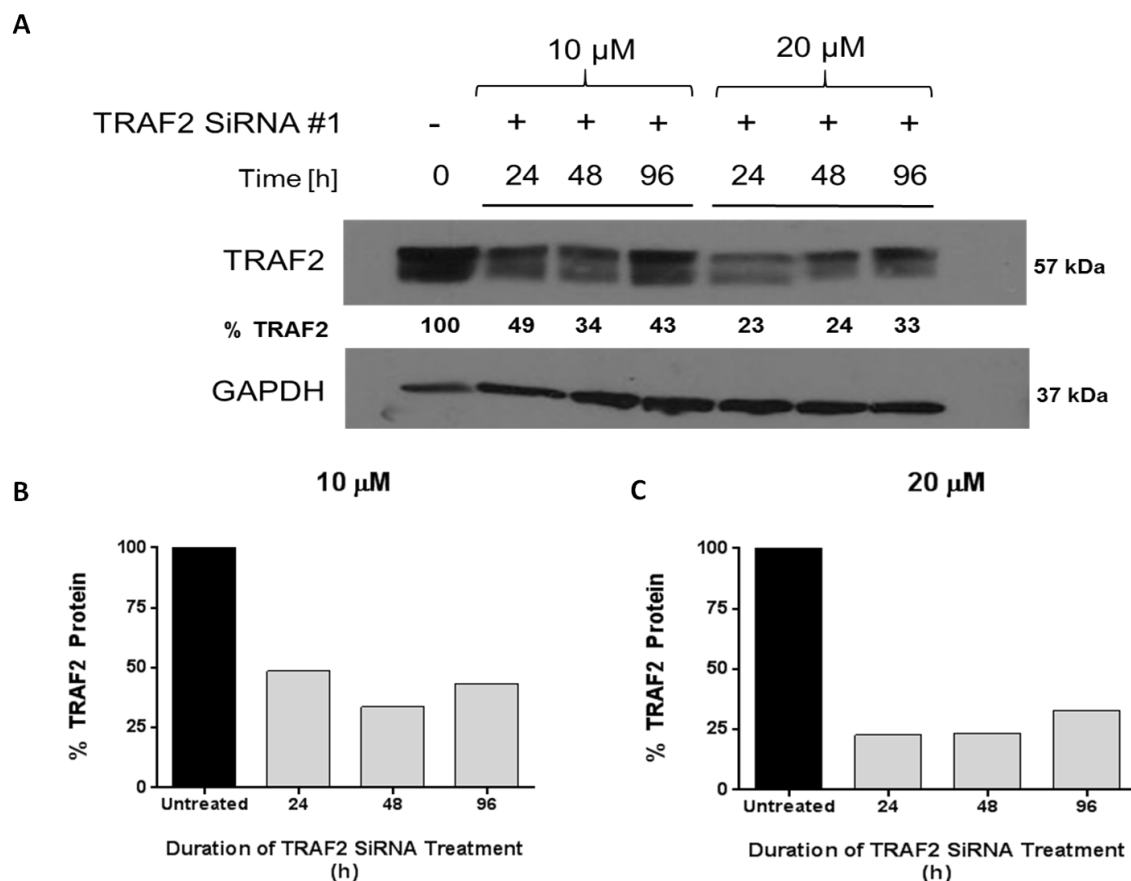 A
10 µM 20 µM
TRAF2 SiRNA #1 - + + + + + +
Time [h] 0 24 48 96 24 48 96
TRAF2 57 kDa
% TRAF2 100 49 34 43 23 24 33
GAPDH 37 kDa
B
10 µM
% TRAF2 Protein
100
75
50
25
0
Untreated 24 48 96
Duration of TRAF2 SiRNA Treatment
(h)
C
20 µM
% TRAF2 Protein
100
75
50
25
0
Untreated 24 48 96
Duration of TRAF2 SiRNA Treatment
(h)